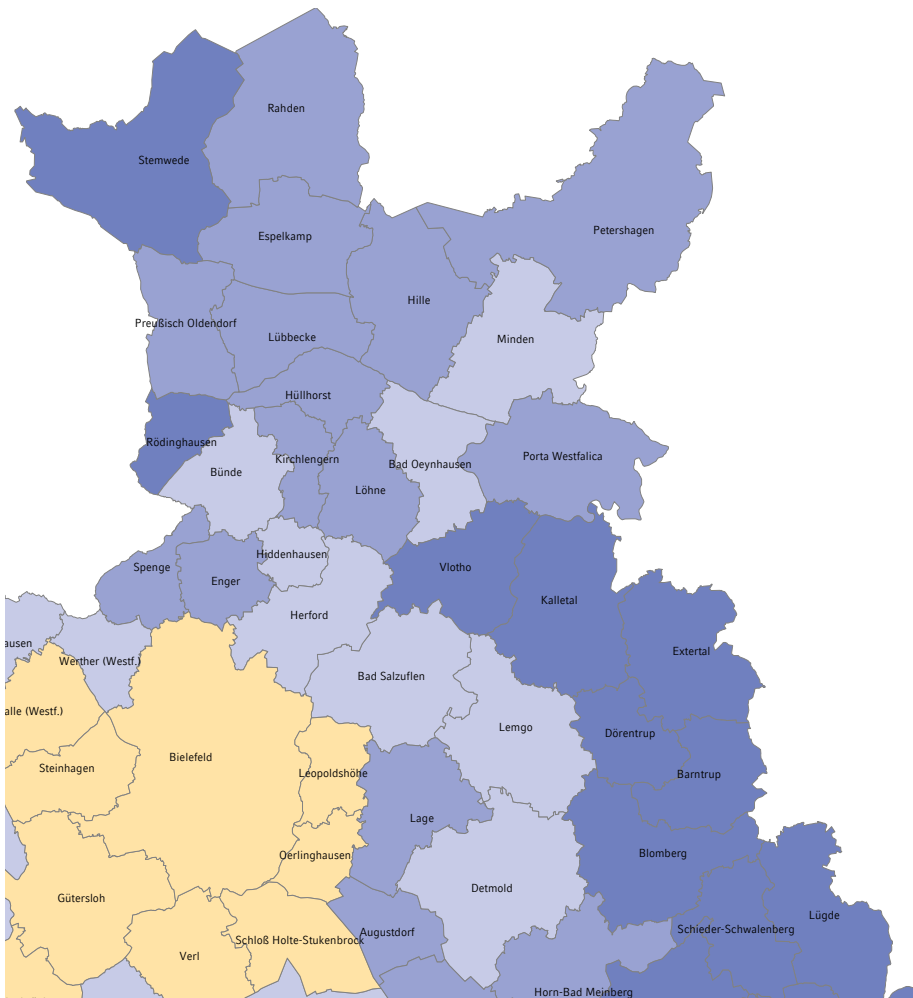 Rahden
Stemwede
Petershagen
Espelkamp
Hille
Preußisch Oldendorf
Lübbecke
Minden
Hüllhorst
Rödinghausen
Kirchlengern
Bad Oeynhausen
Porta Westfalica
Bünde
Löhne
Hiddenhausen
Spenge
Enger
Vlotho
Kalletal
Herford
ausen
Werther (Westf.)
Extertal
Bad Salzuflen
alle (Westf.)
Lemgo
Dörentrup
Bielefeld
Steinhagen
Leopoldshöhe
Barntrup
Lage
Oerlinghausen
Blomberg
Detmold
Gütersloh
Lügde
Augustdorf
Schieder-Schwalenberg
Schloß Holte-Stukenbrock
Verl
Horn-Bad Meinberg